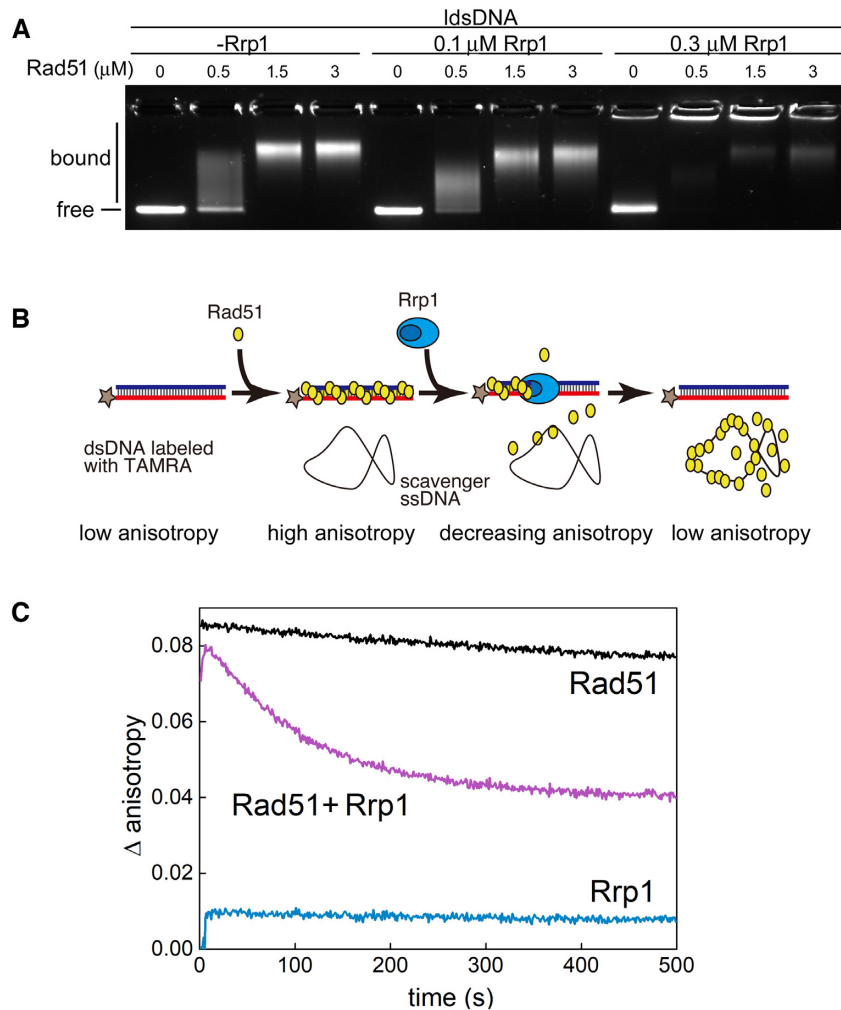 A
ldsDNA
-Rrp1 0.1 μM Rrp1 0.3 μM Rrp1
Rad51 (μM) 0 0.5 1.5 3 0 0.5 1.5 3 0 0.5 1.5 3
bound
free
B
Rad51
Rrp1
dsDNA labeled
with TAMRA
scavenger
ssDNA
low anisotropy high anisotropy decreasing anisotropy low anisotropy
C
Δ anisotropy
0.08
0.06
0.04
0.02
0.00
Rad51
Rad51+ Rrp1
Rrp1
0 100 200 300 400 500
time (s)